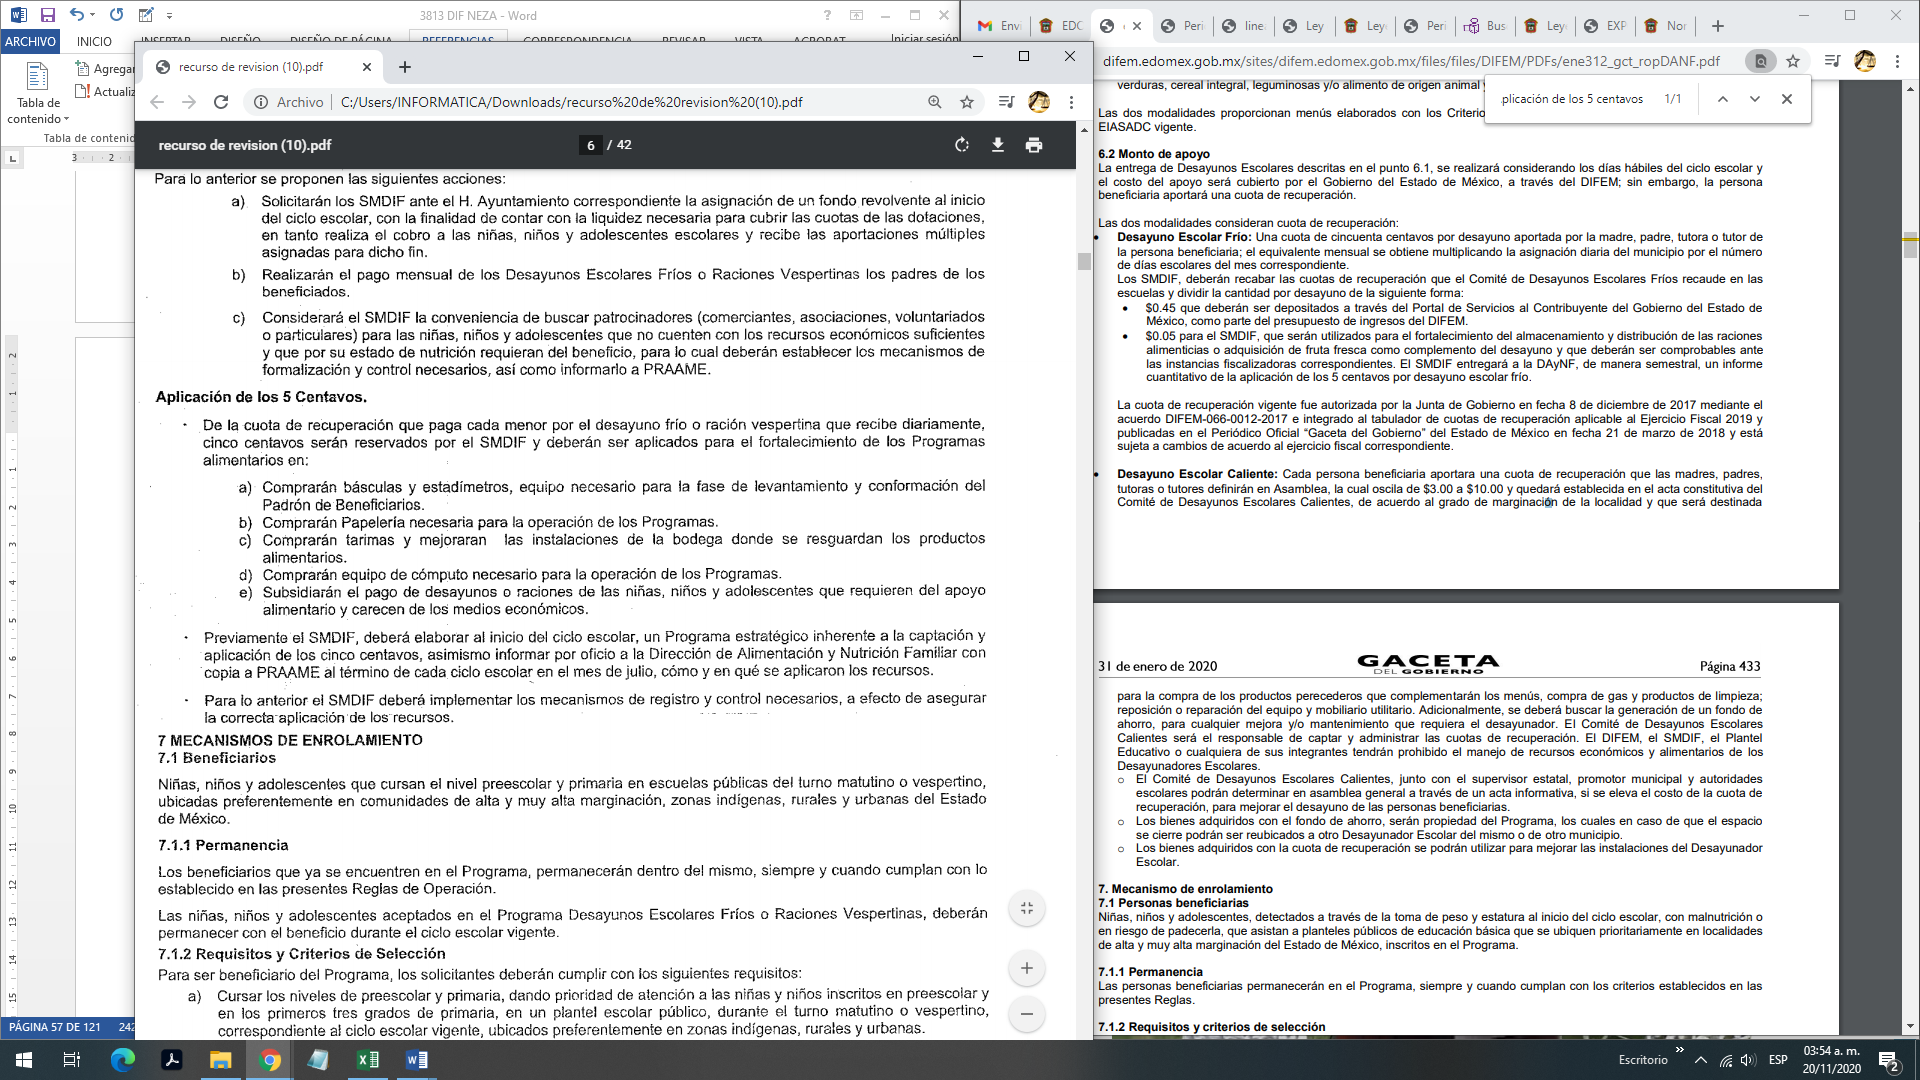 3813 DIF NEZA - Word
ARCHIVO
INICIO
INSERTAR
DISEÑO
DISEÑO DE PÁGINA
REFERENCIAS
CORRESPONDENCIA
REVISAR
VISTA
ACROBAT
Iniciar sesión
Agregar
Actualiz
Tabla de
contenido
Tabla de contenid
recurso de revision (10).pdf
Archivo
C:/Users/INFORMATICA/Downloads/recurso%20de%20revision%20(10).pdf
recurso de revision (10).pdf
6 / 42
Para lo anterior se proponen las siguientes acciones:
a) Solicitarán los SMDIF ante el H. Ayuntamiento correspondiente la asignación de un fondo revolvente al inicio
del ciclo escolar, con la finalidad de contar con la liquidez necesaria para cubrir las cuotas de las dotaciones,
en tanto realiza el cobro a las niñas, niños y adolescentes escolares y recibe las aportaciones múltiples
asignadas para dicho fin.
b) Realizarán el pago mensual de los Desayunos Escolares Fríos o Raciones Vespertinas los padres de los
beneficiados.
c) Considerará el SMDIF la conveniencia de buscar patrocinadores (comerciantes, asociaciones, voluntariados
o particulares) para las niñas, niños y adolescentes que no cuenten con los recursos económicos suficientes
y que por su estado de nutrición requieran del beneficio, para lo cual deberán establecer los mecanismos de
formalización y control necesarios, así como informarlo a PRAAME.
Aplicación de los 5 Centavos.
· De la cuota de recuperación que paga cada menor por el desayuno frío o ración vespertina que recibe diariamente,
cinco centavos serán reservados por el SMDIF y deberán ser aplicados para el fortalecimiento de los Programas
alimentarios en:
a) Comprarán básculas y estadímetros, equipo necesario para la fase de levantamiento y conformación del
Padrón de Beneficiarios.
b) Comprarán Papelería necesaria para la operación de los Programas.
c) Comprarán tarimas y mejoraran las instalaciones de la bodega donde se resguardan los productos
alimentarios.
d) Comprarán equipo de cómputo necesario para la operación de los Programas.
e) Subsidiarán el pago de desayunos o raciones de las niñas, niños y adolescentes que requieren del apoyo
alimentario y carecen de los medios económicos.
· Previamente el SMDIF, deberá elaborar al inicio del ciclo escolar, un Programa estratégico inherente a la captación y
aplicación de los cinco centavos, asimismo informar por oficio a la Dirección de Alimentación y Nutrición Familiar con
copia a PRAAME al término de cada ciclo escolar en el mes de julio, cómo y en qué se aplicaron los recursos.
· Para lo anterior el SMDIF deberá implementar los mecanismos de registro y control necesarios, a efecto de asegurar
la correcta aplicación de los recursos.
7 MECANISMOS DE ENROLAMIENTO
7.1 Beneficiarios
Niñas, niños y adolescentes que cursan el nivel preescolar y primaria en escuelas públicas del turno matutino o vespertino,
ubicadas preferentemente en comunidades de alta y muy alta marginación, zonas indígenas, rurales y urbanas del Estado
de México.
7.1.1 Permanencia
Los beneficiarios que ya se encuentren en el Programa, permanecerán dentro del mismo, siempre y cuando cumplan con lo
establecido en las presentes Reglas de Operación.
Las niñas, niños y adolescentes aceptados en el Programa Desayunos Escolares Fríos o Raciones Vespertinas, deberán
permanecer con el beneficio durante el ciclo escolar vigente.
7.1.2 Requisitos y Criterios de Selección
Para ser beneficiario del Programa, los solicitantes deberán cumplir con los siguientes requisitos:
a) Cursar los niveles de preescolar y primaria, dando prioridad de atención a las niñas y niños inscritos en preescolar y
en los primeros tres grados de primaria, en un plantel escolar público, durante el turno matutino o vespertino,
correspondiente al ciclo escolar vigente, ubicados preferentemente en zonas indígenas, rurales y urbanas.
PÁGINA 57 DE 121
242
Envi
EDC
Peri
line
Ley
Ley
Peri
Bus
Ley
EXP
Nor
difem.edomex.gob.mx/sites/difem.edomex.gob.mx/files/files/DIFEM/PDFs/ene312_gct_ropDANF.pdf
plicación de los 5 centavos 1/1
verduras, cereal integral, leguminosas y/o alimento de origen animal y
Las dos modalidades proporcionan menús elaborados con los Criterio
EIASADC vigente.
6.2 Monto de apoyo
La entrega de Desayunos Escolares descritas en el punto 6.1, se realizará considerando los días hábiles del ciclo escolar y
el costo del apoyo será cubierto por el Gobierno del Estado de México, a través del DIFEM; sin embargo, la persona
beneficiaria aportará una cuota de recuperación.
Las dos modalidades consideran cuota de recuperación:
• Desayuno Escolar Frío: Una cuota de cincuenta centavos por desayuno aportada por la madre, padre, tutora o tutor de
la persona beneficiaria; el equivalente mensual se obtiene multiplicando la asignación diaria del municipio por el número
de días escolares del mes correspondiente.
Los SMDIF, deberán recabar las cuotas de recuperación que el Comité de Desayunos Escolares Fríos recaude en las
escuelas y dividir la cantidad por desayuno de la siguiente forma:
• $0.45 que deberán ser depositados a través del Portal de Servicios al Contribuyente del Gobierno del Estado de
México, como parte del presupuesto de ingresos del DIFEM.
• $0.05 para el SMDIF, que serán utilizados para el fortalecimiento del almacenamiento y distribución de las raciones
alimenticias o adquisición de fruta fresca como complemento del desayuno y que deberán ser comprobables ante
las instancias fiscalizadoras correspondientes. El SMDIF entregará a la DAyNF, de manera semestral, un informe
cuantitativo de la aplicación de los 5 centavos por desayuno escolar frío.
La cuota de recuperación vigente fue autorizada por la Junta de Gobierno en fecha 8 de diciembre de 2017 mediante el
acuerdo DIFEM-066-0012-2017 e integrado al tabulador de cuotas de recuperación aplicable al Ejercicio Fiscal 2019 y
publicadas en el Periódico Oficial “Gaceta del Gobierno” del Estado de México en fecha 21 de marzo de 2018 y está
sujeta a cambios de acuerdo al ejercicio fiscal correspondiente.
• Desayuno Escolar Caliente: Cada persona beneficiaria aportara una cuota de recuperación que las madres, padres,
tutoras o tutores definirán en Asamblea, la cual oscila de $3.00 a $10.00 y quedará establecida en el acta constitutiva del
Comité de Desayunos Escolares Calientes, de acuerdo al grado de marginación de la localidad y que será destinada
31 de enero de 2020
GACETA
DEL GOBIERNO
Página 433
para la compra de los productos perecederos que complementarán los menús, compra de gas y productos de limpieza;
reposición o reparación del equipo y mobiliario utilitario. Adicionalmente, se deberá buscar la generación de un fondo de
ahorro, para cualquier mejora y/o mantenimiento que requiera el desayunador. El Comité de Desayunos Escolares
Calientes será el responsable de captar y administrar las cuotas de recuperación. El DIFEM, el SMDIF, el Plantel
Educativo o cualquiera de sus integrantes tendrán prohibido el manejo de recursos económicos y alimentarios de los
Desayunadores Escolares.
o El Comité de Desayunos Escolares Calientes, junto con el supervisor estatal, promotor municipal y autoridades
escolares podrán determinar en asamblea general a través de un acta informativa, si se eleva el costo de la cuota de
recuperación, para mejorar el desayuno de las personas beneficiarias.
o Los bienes adquiridos con el fondo de ahorro, serán propiedad del Programa, los cuales en caso de que el espacio
se cierre podrán ser reubicados a otro Desayunador Escolar del mismo o de otro municipio.
o Los bienes adquiridos con la cuota de recuperación se podrán utilizar para mejorar las instalaciones del Desayunador
Escolar.
7. Mecanismo de enrolamiento
7.1 Personas beneficiarias
Niñas, niños y adolescentes, detectados a través de la toma de peso y estatura al inicio del ciclo escolar, con malnutrición o
en riesgo de padecerla, que asistan a planteles públicos de educación básica que se ubiquen prioritariamente en localidades
de alta y muy alta marginación del Estado de México, inscritos en el Programa.
7.1.1 Permanencia
Las personas beneficiarias permanecerán en el Programa, siempre y cuando cumplan con los criterios establecidos en las
presentes Reglas.
7.1.2 Requisitos y criterios de selección
Escritorio
ESP
03:54 a. m.
20/11/2020
2